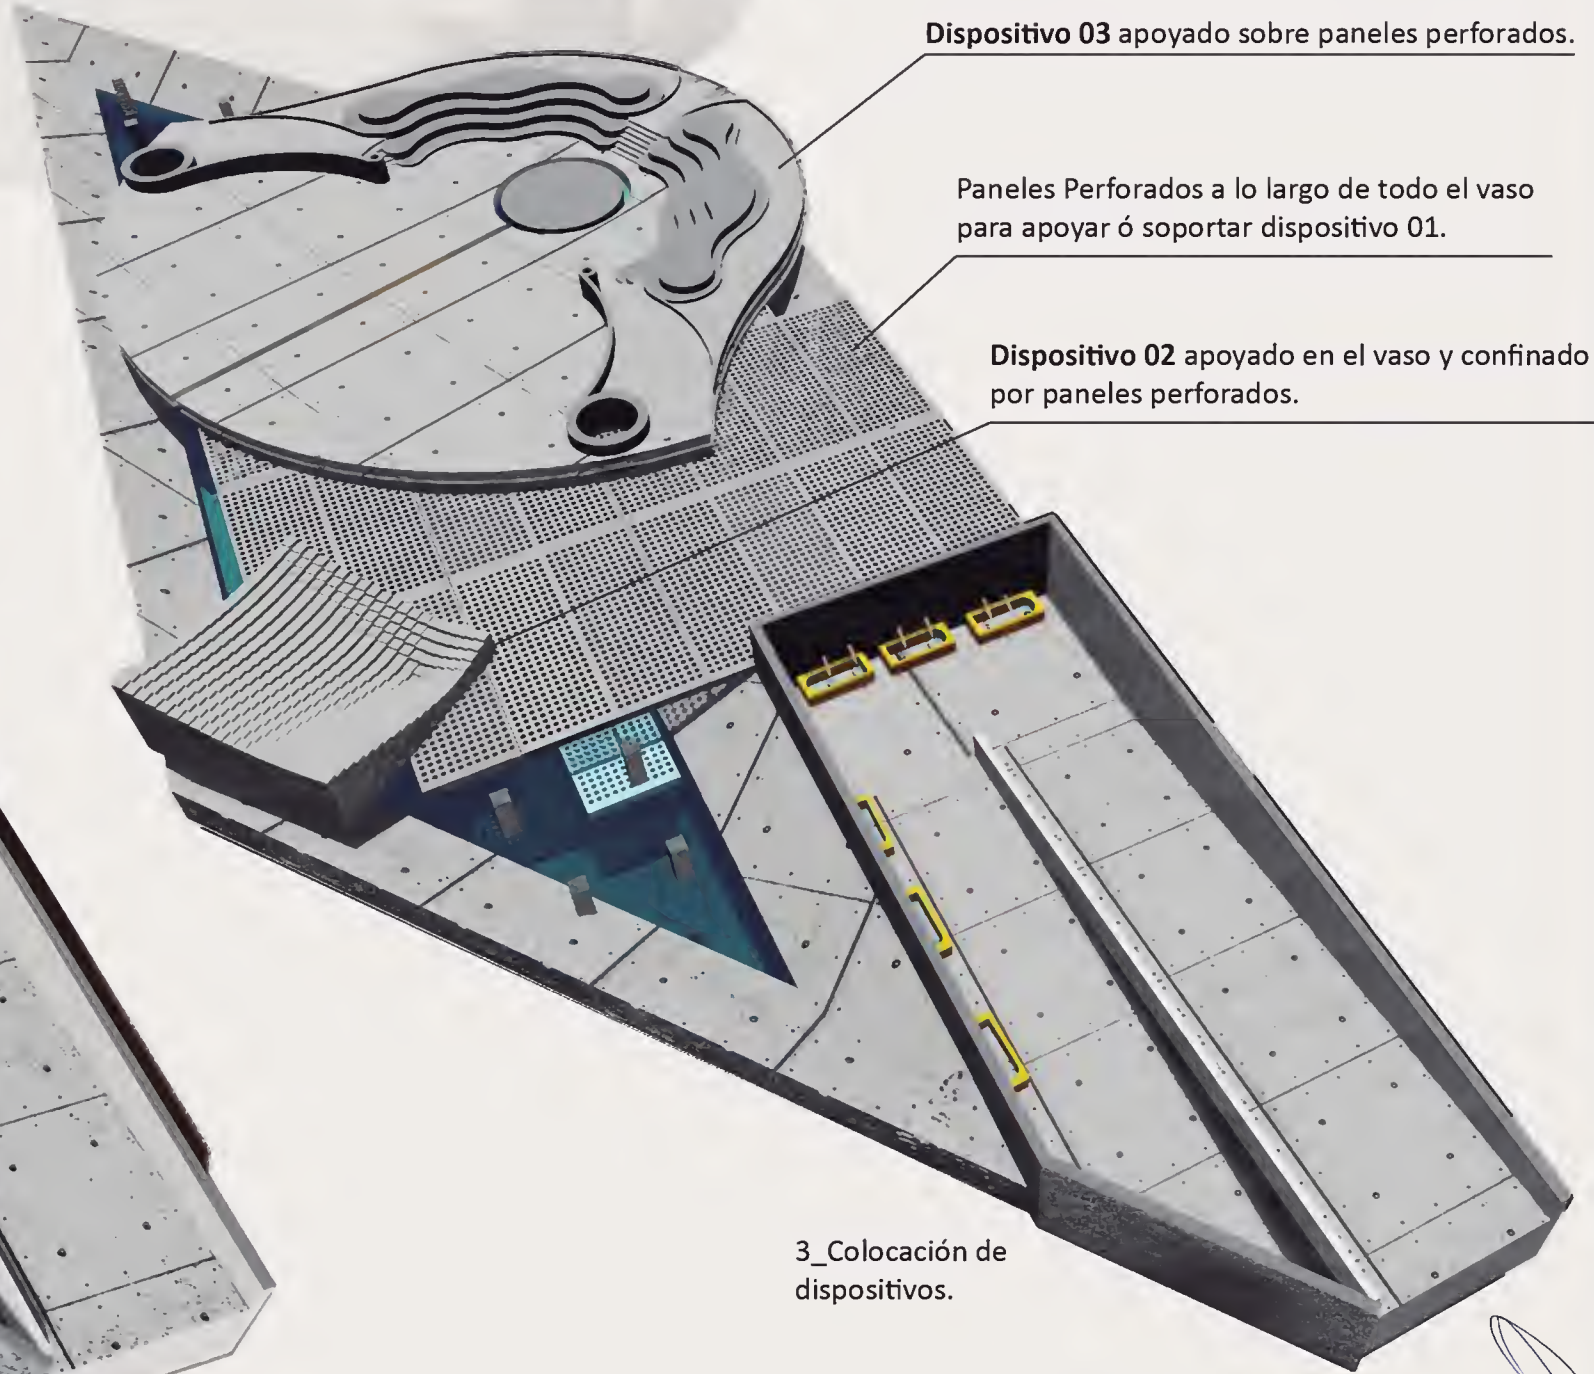 Dispositivo 03 apoyado sobre paneles perforados.
Paneles Perforados a lo largo de todo el vaso
para apoyar ó soportar dispositivo 01.
Dispositivo 02 apoyado en el vaso y confinado
por paneles perforados.
3_Colocación de
dispositivos.